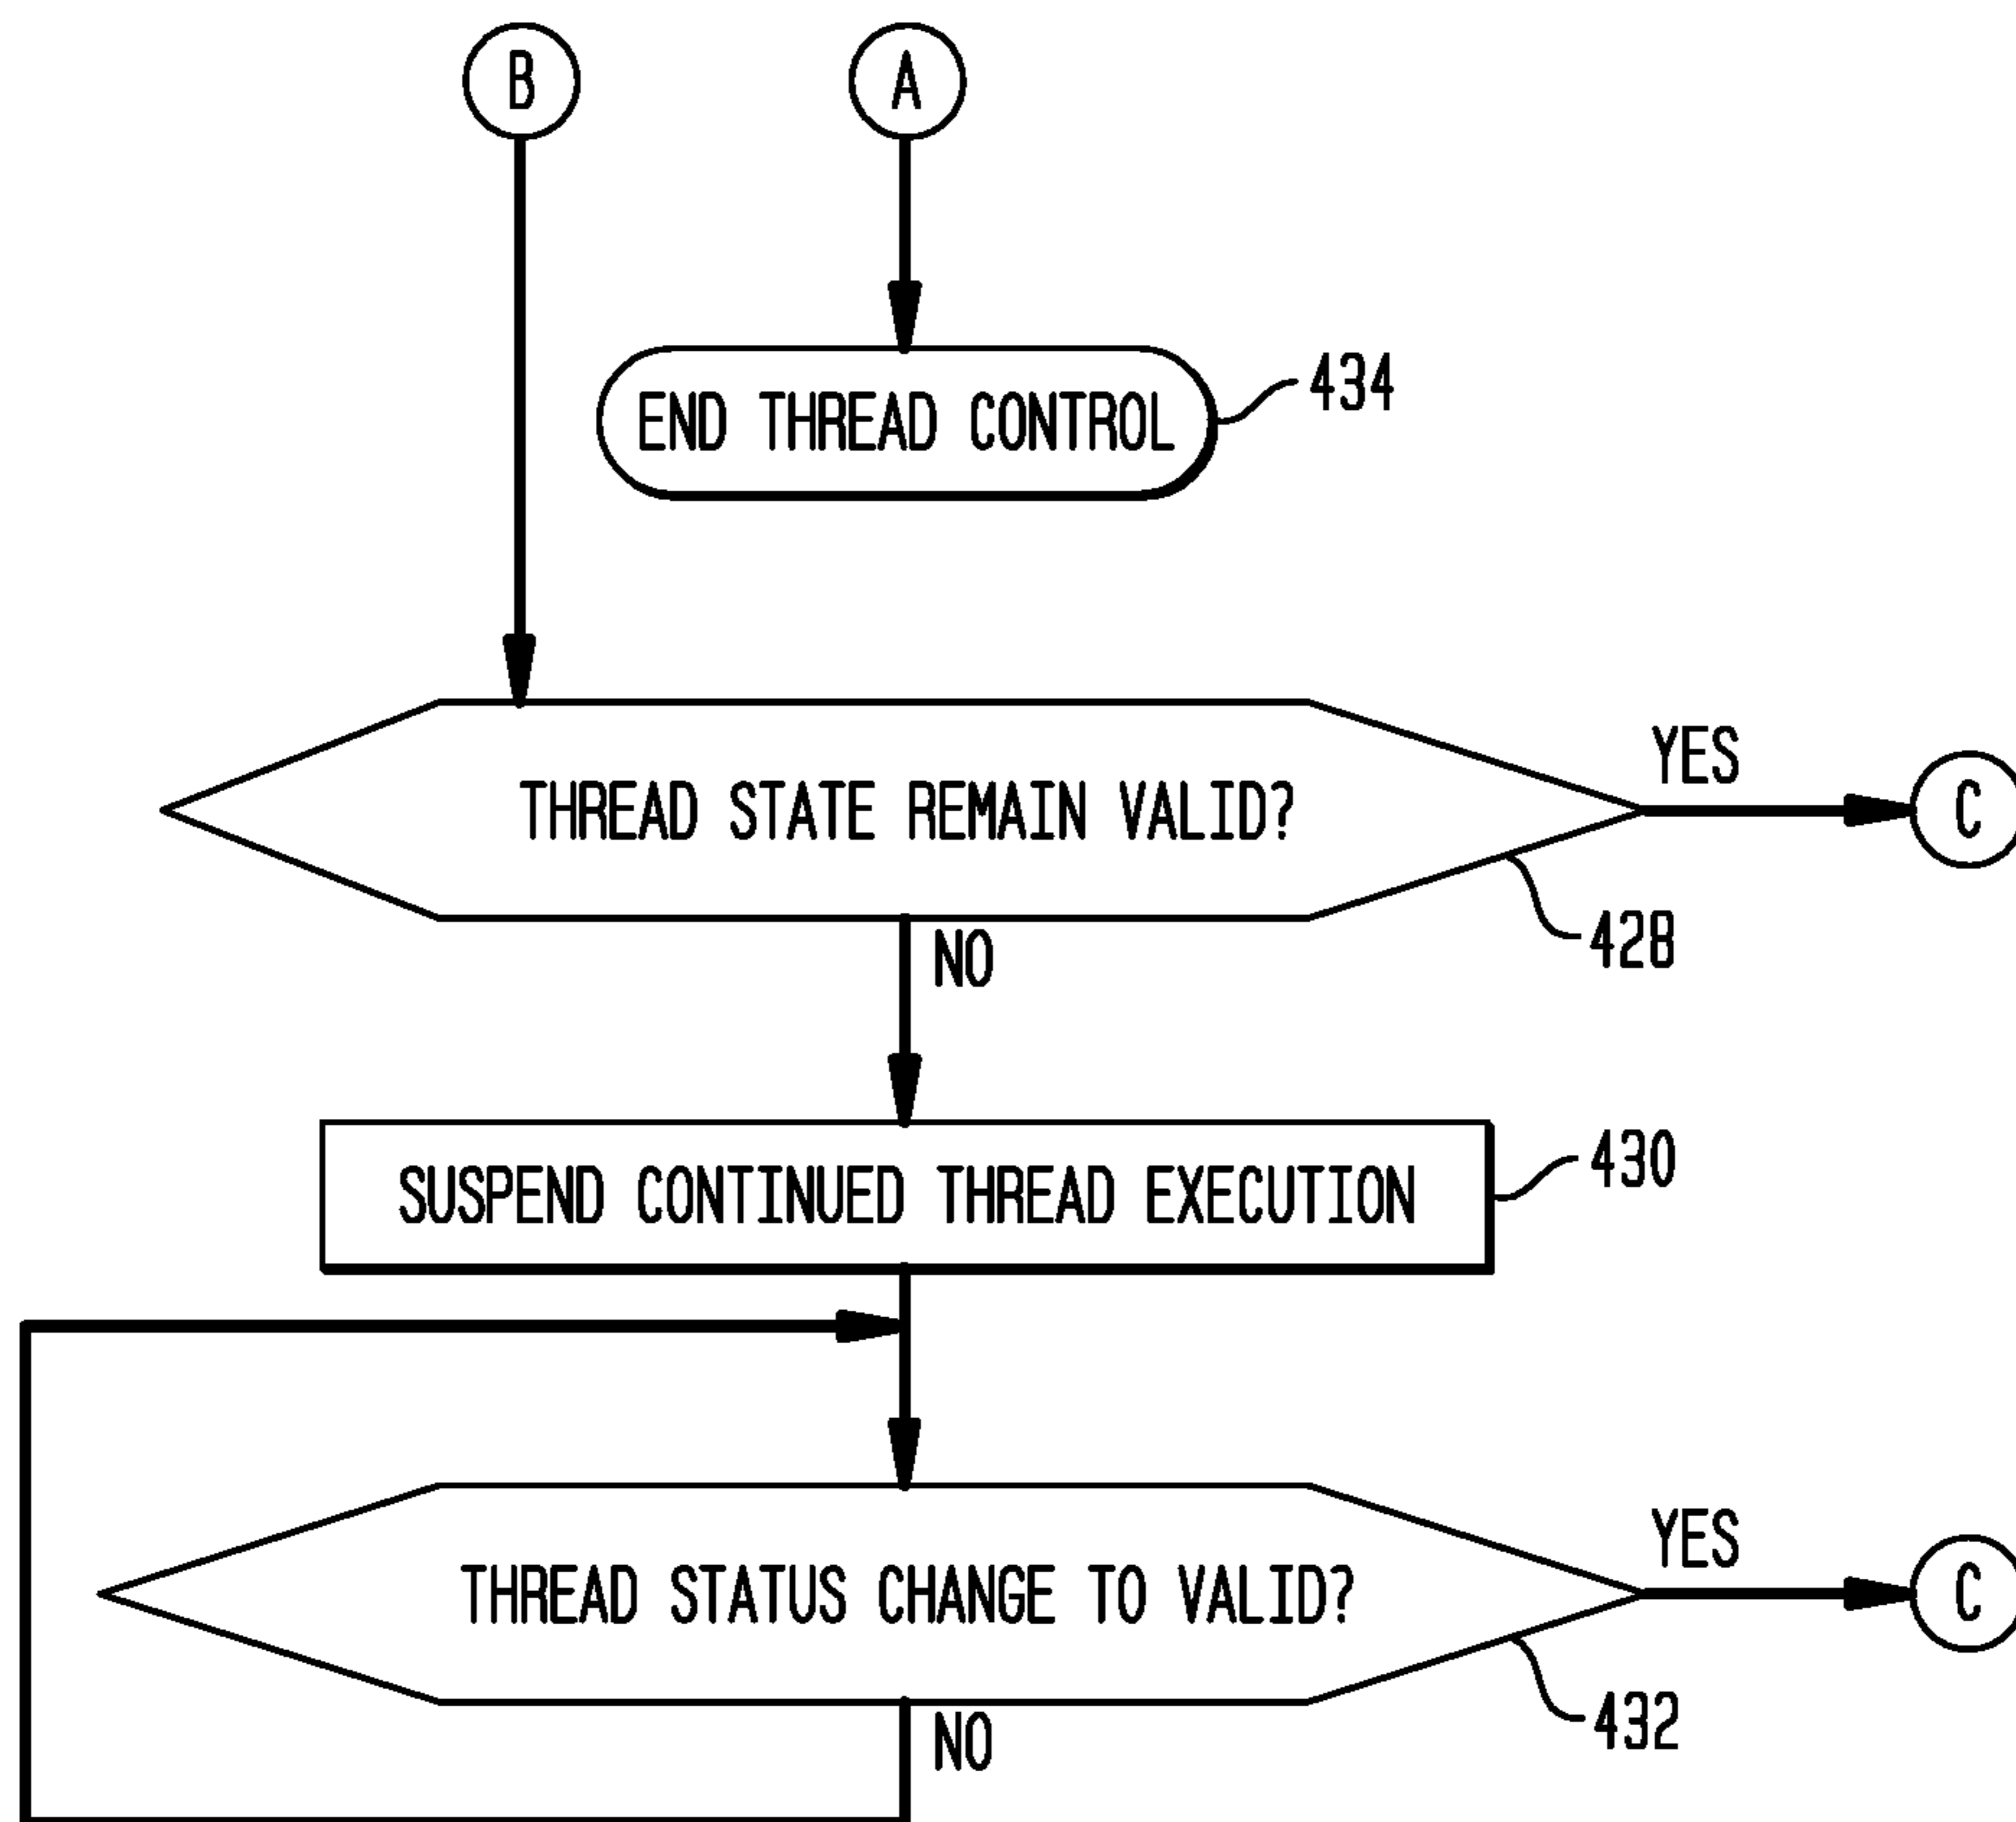 B
A
END THREAD CONTROL
434
THREAD STATE REMAIN VALID?
YES
C
428
NO
SUSPEND CONTINUED THREAD EXECUTION
430
THREAD STATUS CHANGE TO VALID?
YES
C
432
NO